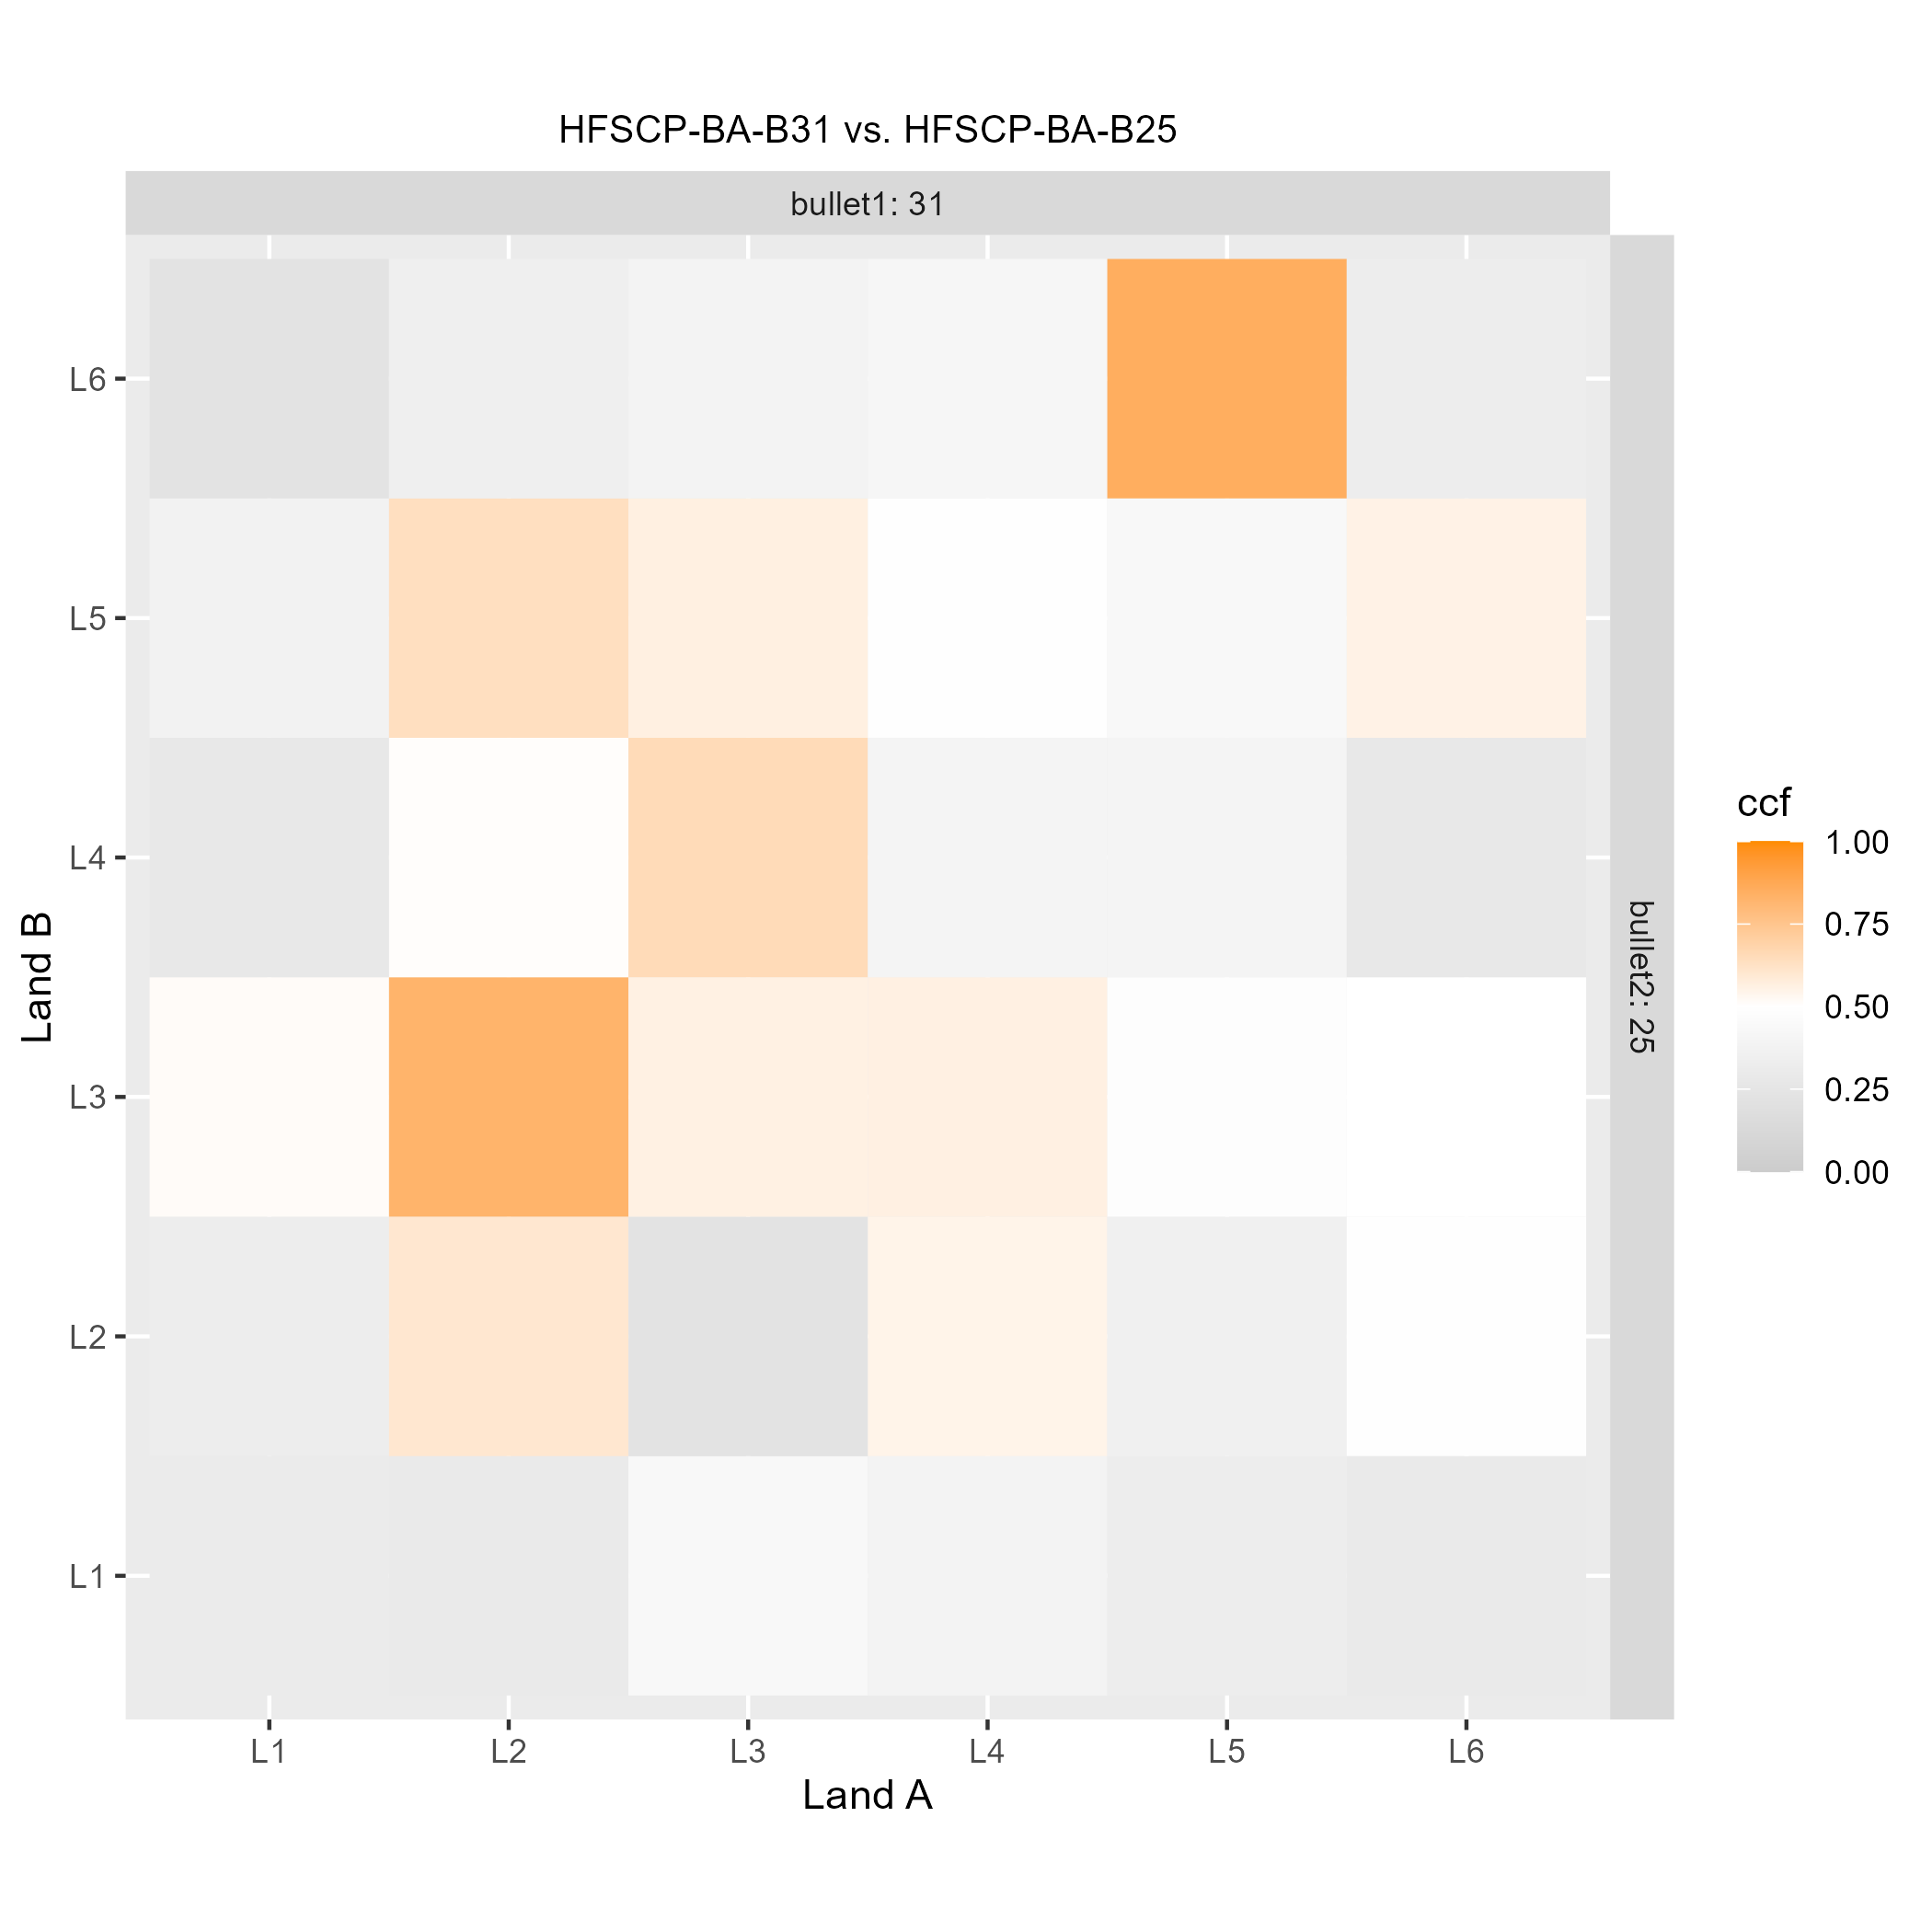 HFSCP-BA-B31 vs. HFSCP-BA-B25
bullet1: 31
L6
L5
L4
L3
L2
L1
Land B
bullet2: 25
L1 L2 L3 L4 L5 L6
Land A
ccf
1.00
0.75
0.50
0.25
0.00